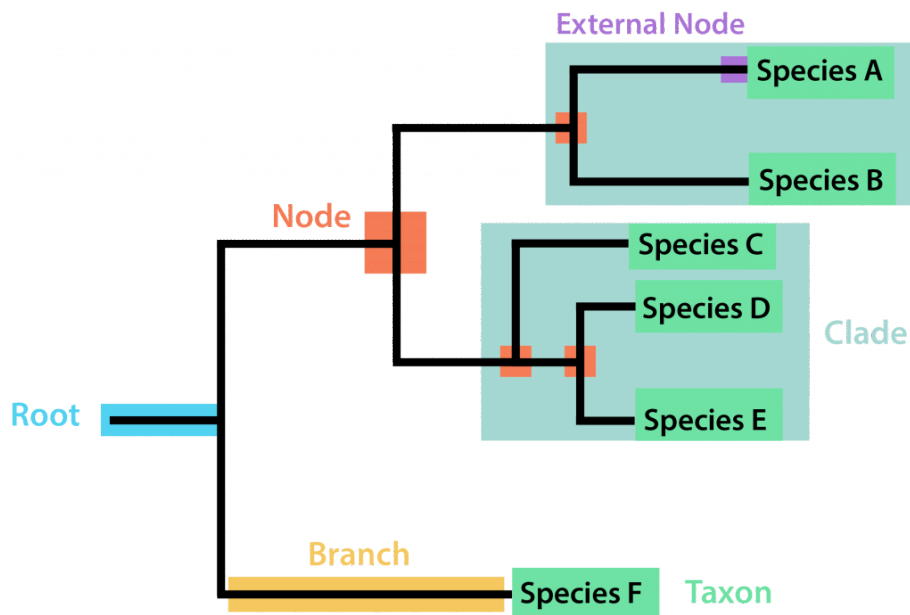 External Node
Species A
Species B
Node
Species C
Species D
Clade
Species E
Root
Branch
Species F
Taxon